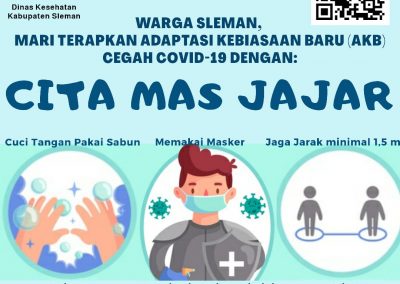 Dinas Kesehatan
Kabupaten Sleman
WARGA SLEMAN,
MARI TERAPKAN ADAPTASI KEBIASAAN BARU (AKB)
CEGAH COVID-19 DENGAN:
CITA MAS JAJAR
Cuci Tangan Pakai Sabun
Memakai Masker
Jaga Jarak minimal 1,5 m